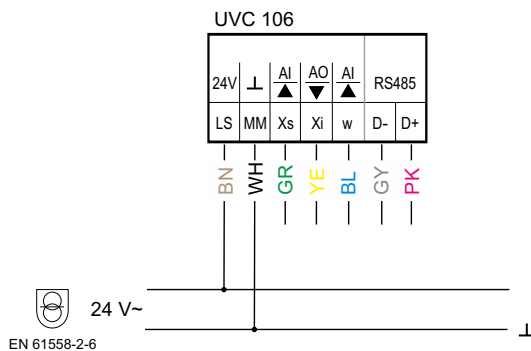 UVC 106
24V ⊥ AI AO AI RS485
LS MM Xs Xi w D- D+
BN WH GR YE BL GY PK
24 V~
⊥
EN 61558-2-6